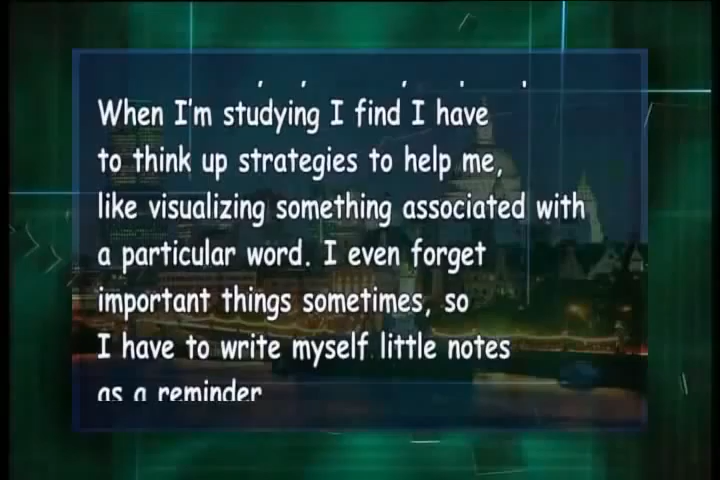 When I'm studying I find I have
to think up strategies to help me,
like visualizing something associated with
a particular word. I even forget
important things sometimes, so
I have to write myself little notes
as a reminder